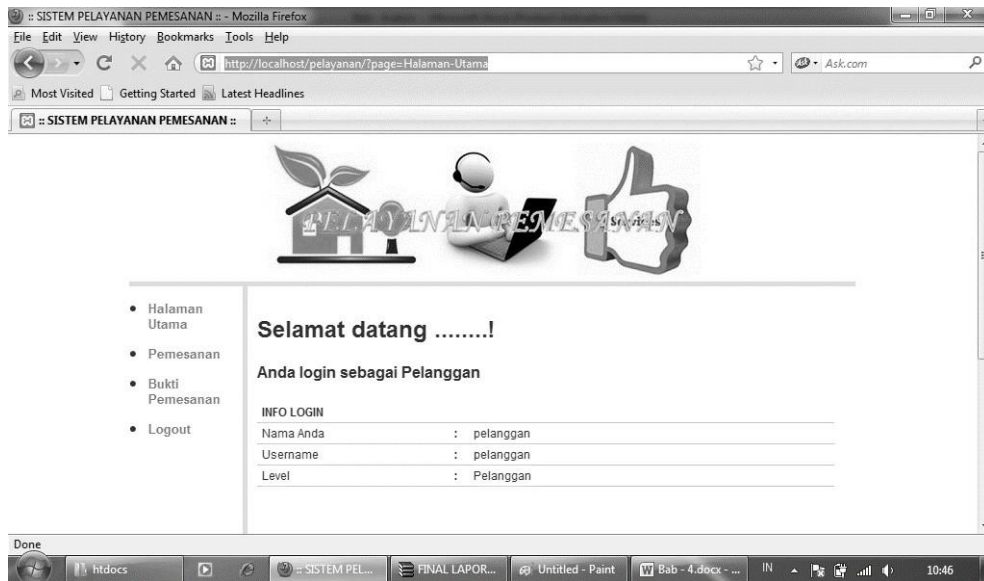 :: SISTEM PELAYANAN PEMESANAN :: - Mozilla Firefox
File Edit View History Bookmarks Tools Help
http://localhost/pelayanan/?page=Halaman-Utama
Ask.com
Most Visited Getting Started Latest Headlines
:: SISTEM PELAYANAN PEMESANAN ::
PELAYANAN PEMESANAN
Services
Halaman
Utama
Pemesanan
Bukti
Pemesanan
Logout
Selamat datang ........!
Anda login sebagai Pelanggan
INFO LOGIN
Nama Anda : pelanggan
Username : pelanggan
Level : Pelanggan
Done
htdocs
:: SISTEM PEL...
FINAL LAPOR...
Untitled - Paint
Bab - 4.docx - ...
IN
10:46